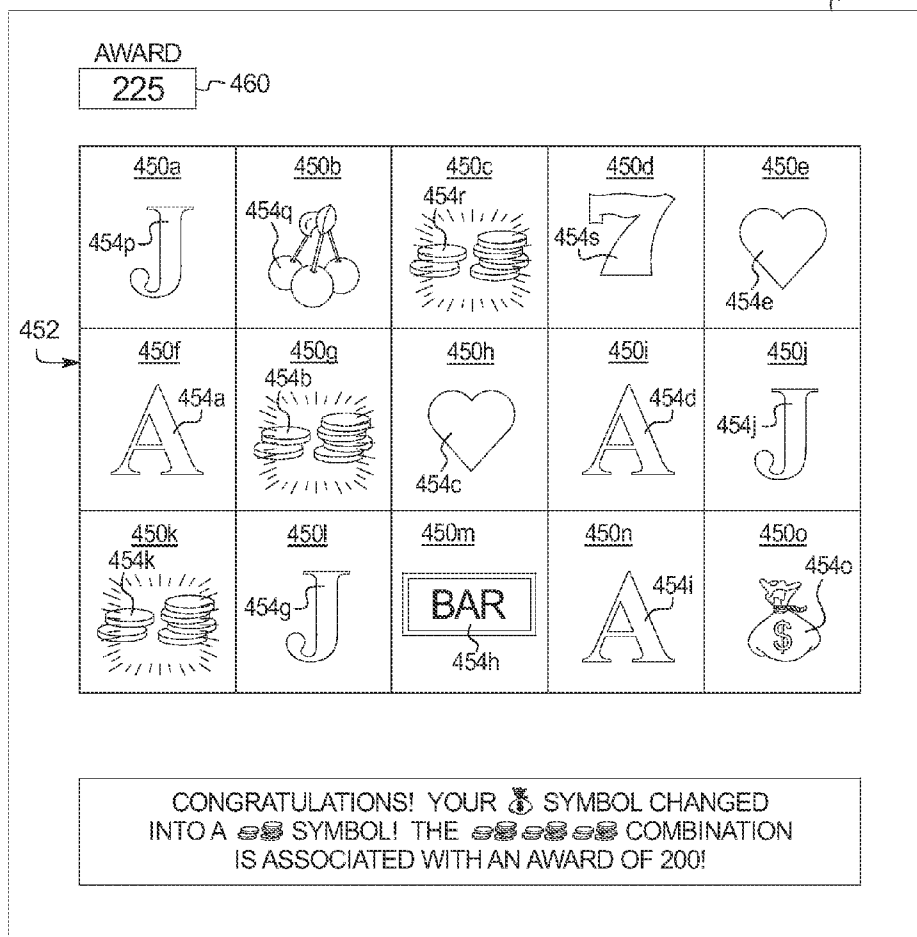 AWARD
225 460
450a 450b 450c 450d 450e
454p J 454q 454r 454s 7 454e
452
450f 450g 450h 450i 450j
A 454a 454b 454c A 454d 454j J
450k 450l 450m 450n 450o
454k 454g J BAR 454h A 454i $ 454o
CONGRATULATIONS! YOUR SYMBOL CHANGED
INTO A SYMBOL! THE COMBINATION
IS ASSOCIATED WITH AN AWARD OF 200!